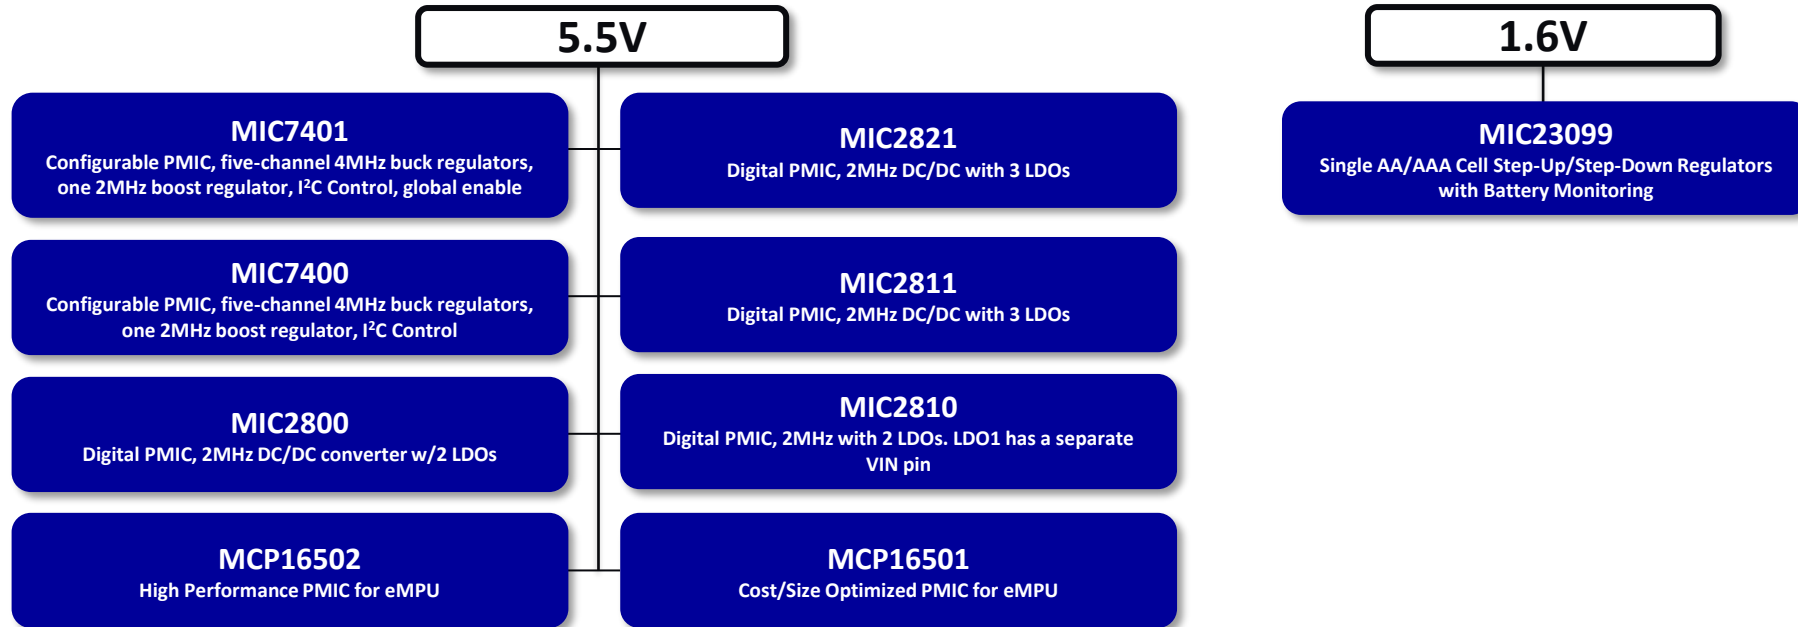 5.5V
1.6V
MIC7401
Configurable PMIC, five-channel 4MHz buck regulators,
one 2MHz boost regulator, I²C Control, global enable
MIC2821
Digital PMIC, 2MHz DC/DC with 3 LDOs
MIC23099
Single AA/AAA Cell Step-Up/Step-Down Regulators
with Battery Monitoring
MIC7400
Configurable PMIC, five-channel 4MHz buck regulators,
one 2MHz boost regulator, I²C Control
MIC2811
Digital PMIC, 2MHz DC/DC with 3 LDOs
MIC2800
Digital PMIC, 2MHz DC/DC converter w/2 LDOs
MIC2810
Digital PMIC, 2MHz with 2 LDOs. LDO1 has a separate
VIN pin
MCP16502
High Performance PMIC for eMPU
MCP16501
Cost/Size Optimized PMIC for eMPU